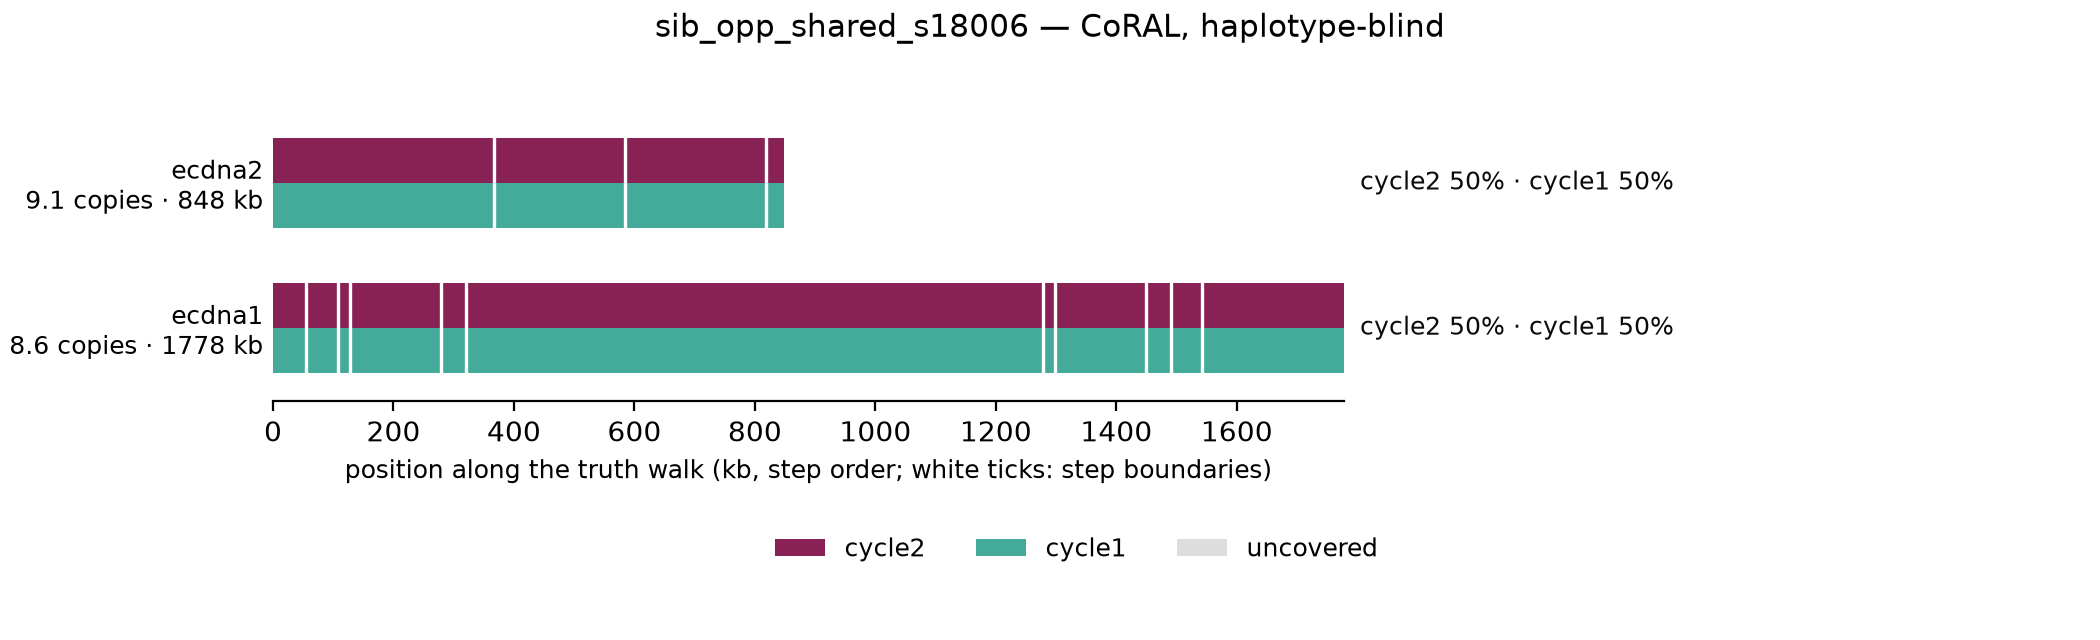 sib_opp_shared_s18006 — CoRAL, haplotype-blind
ecdna2
9.1 copies · 848 kb
cycle2 50% · cycle1 50%
ecdna1
8.6 copies · 1778 kb
cycle2 50% · cycle1 50%
0 200 400 600 800 1000 1200 1400 1600
position along the truth walk (kb, step order; white ticks: step boundaries)
cycle2 cycle1 uncovered